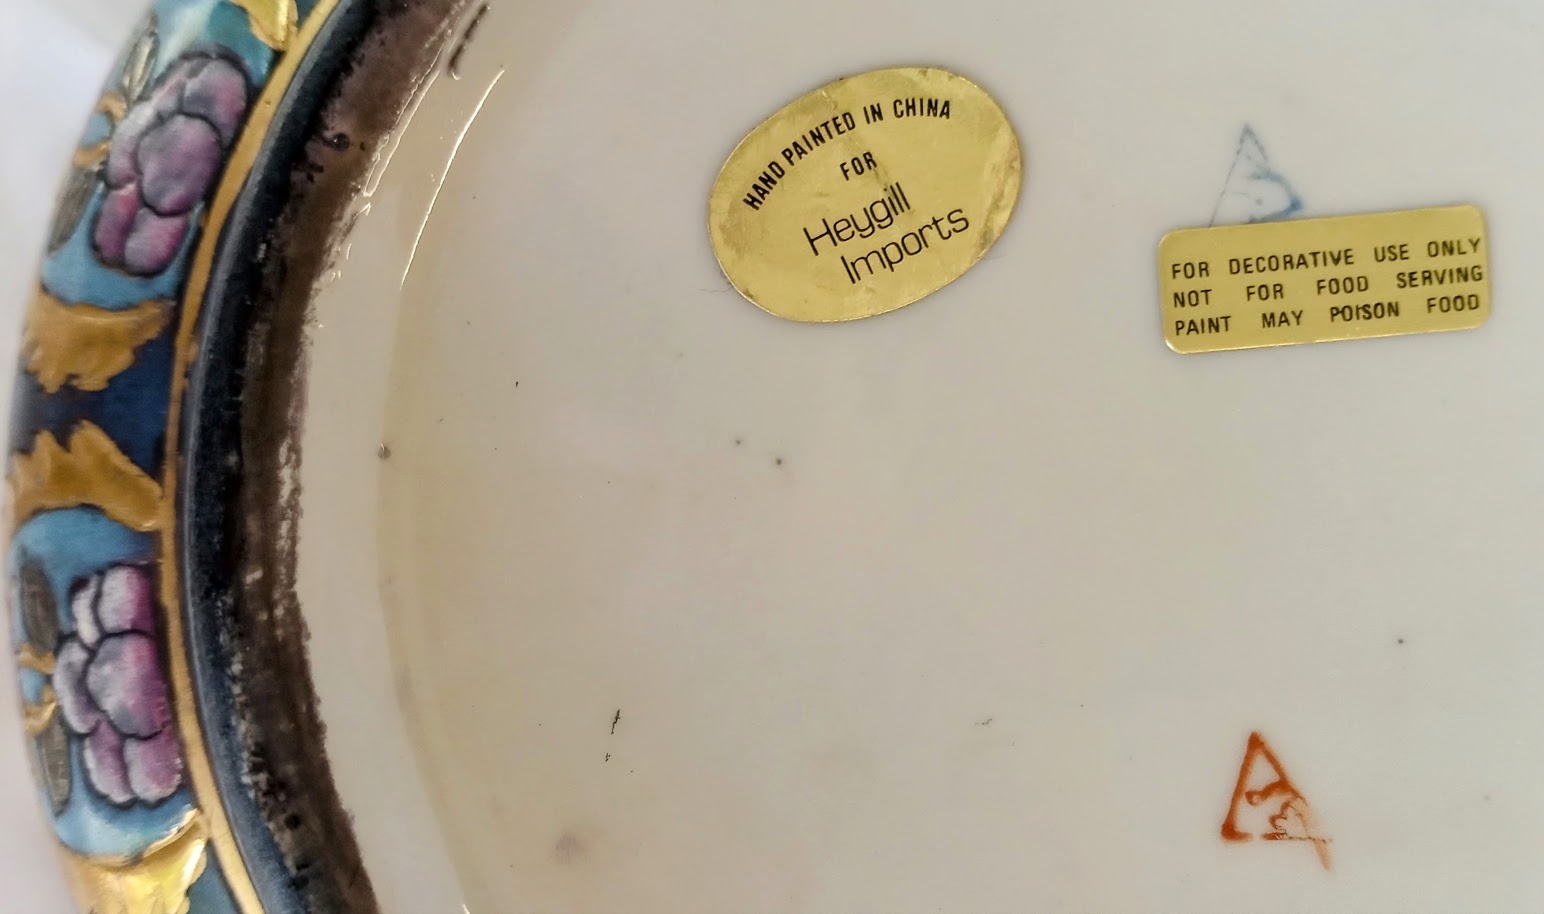 HAND PAINTED IN CHINA
FOR
Heygill
Imports
FOR DECORATIVE USE ONLY
NOT FOR FOOD SERVING
PAINT MAY POISON FOOD